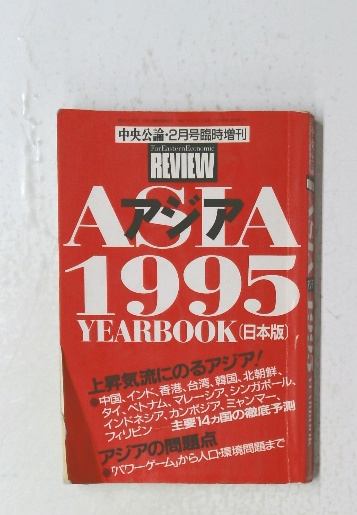 中央公論・2月号臨時増刊
Far Eastern Economic
REVIEW
ASIA
アジア
1995
YEARBOOK(日本版)
上昇気流にのるアジア!
●中国、インド、香港、台湾、韓国、北朝鮮、
タイ、ベトナム、マレーシア、シンガポール、
インドネシア、カンボジア、ミャンマー、
フィリピン──主要14ヵ国の徹底予測
アジアの問題点
●「パワーゲーム」から人口・環境問題まで
ASIA
1995
YEARBOOK